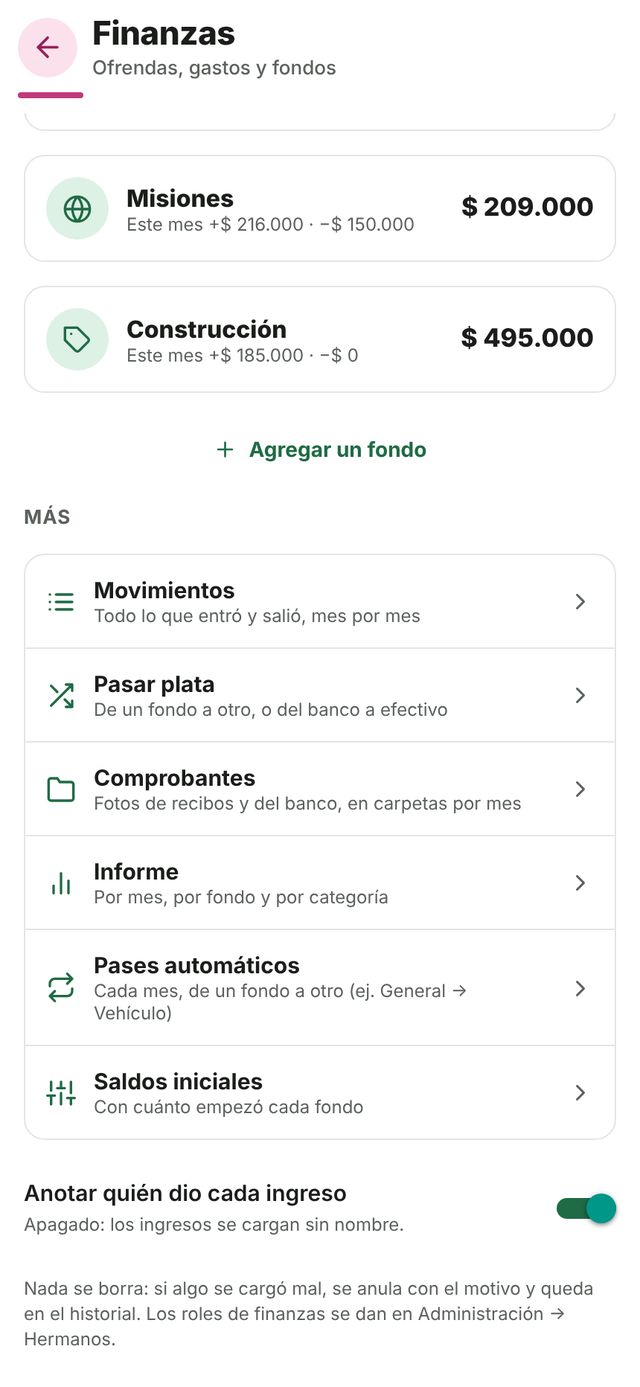 Finanzas
Ofrendas, gastos y fondos
Misiones
Este mes +$ 216.000 · −$ 150.000
$ 209.000
Construcción
Este mes +$ 185.000 · −$ 0
$ 495.000
+ Agregar un fondo
MÁS
Movimientos
Todo lo que entró y salió, mes por mes
Pasar plata
De un fondo a otro, o del banco a efectivo
Comprobantes
Fotos de recibos y del banco, en carpetas por mes
Informe
Por mes, por fondo y por categoría
Pases automáticos
Cada mes, de un fondo a otro (ej. General →
Vehículo)
Saldos iniciales
Con cuánto empezó cada fondo
Anotar quién dio cada ingreso
Apagado: los ingresos se cargan sin nombre.
Nada se borra: si algo se cargó mal, se anula con el motivo y queda
en el historial. Los roles de finanzas se dan en Administración →
Hermanos.